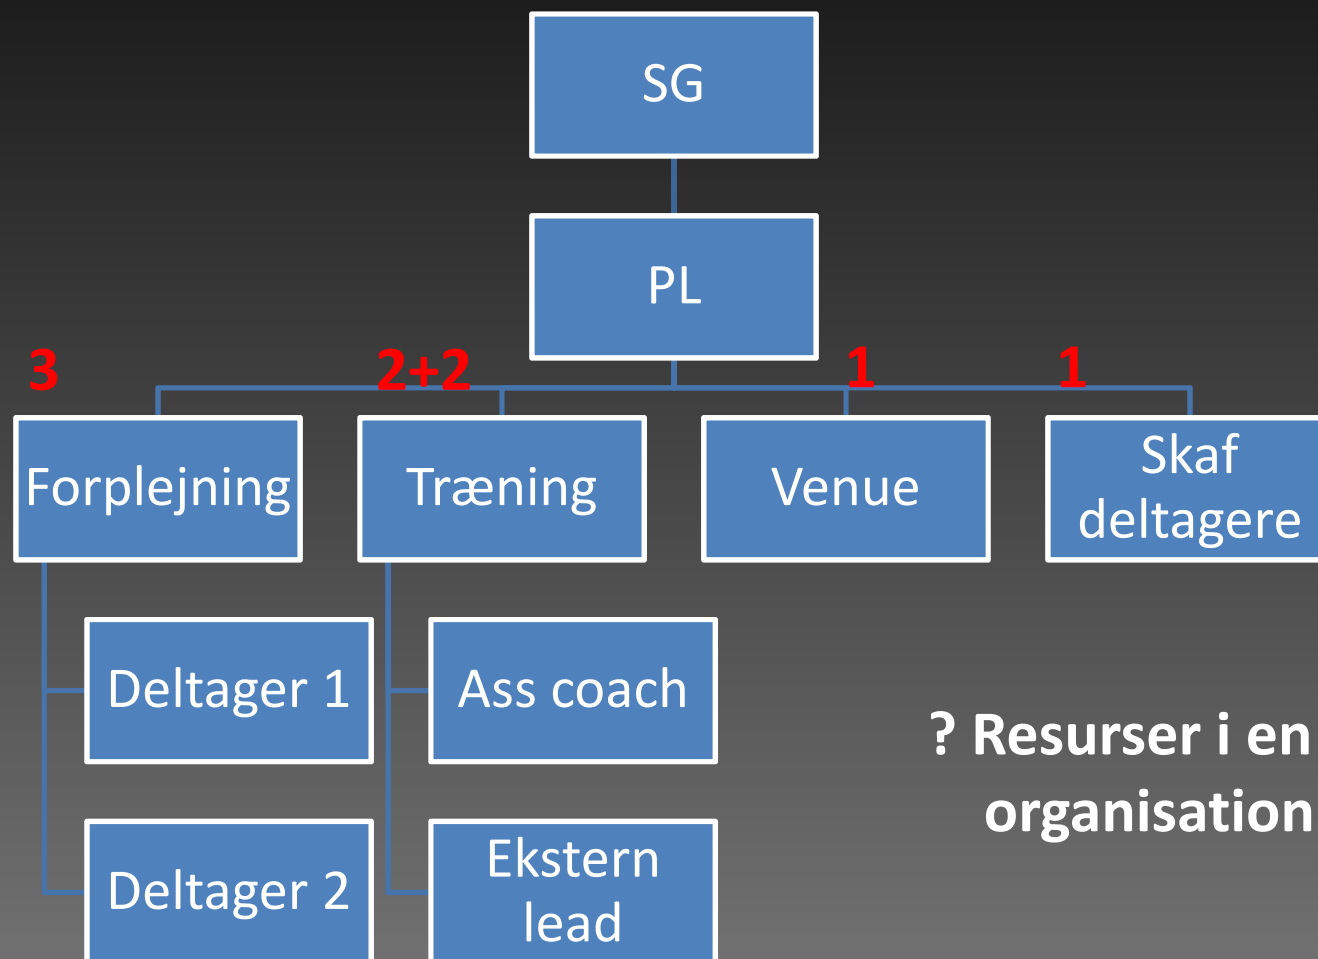 SG
PL
3
2+2
1
1
Forplejning
Træning
Venue
Skaf
deltagere
Deltager 1
Ass coach
? Resurser i en
organisation
Deltager 2
Ekstern
lead